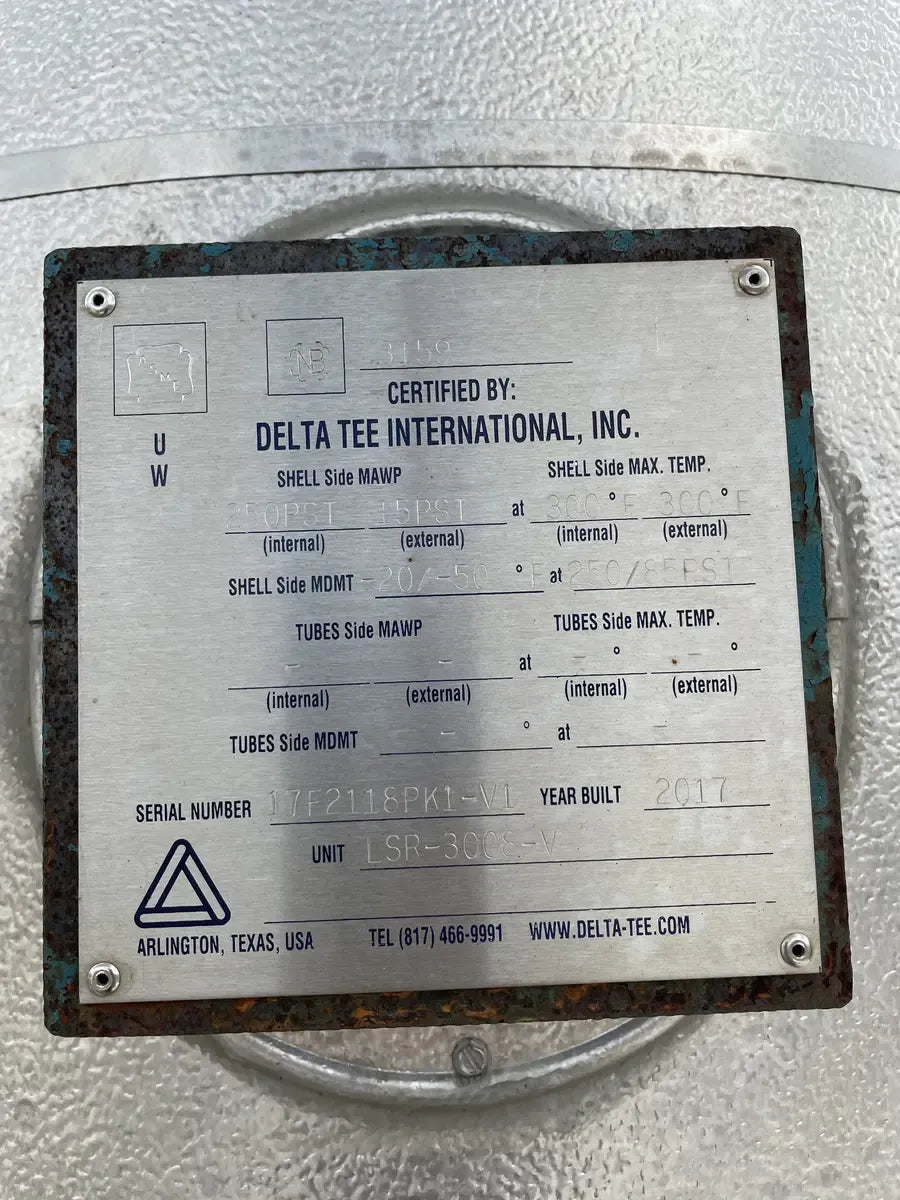 ASME NB 3159
CERTIFIED BY:
U DELTA TEE INTERNATIONAL, INC.
W SHELL Side MAWP SHELL Side MAX. TEMP.
250PSI 15PSI at 300°F 300°F
(internal) (external) (internal) (external)
SHELL Side MDMT -20/-50 °F at 250/85PSI
TUBES Side MAWP TUBES Side MAX. TEMP.
- - at - ° - °
(internal) (external) (internal) (external)
TUBES Side MDMT - ° at -
SERIAL NUMBER 17F2118PK1-V1 YEAR BUILT 2017
UNIT LSR-3008-V
ARLINGTON, TEXAS, USA TEL (817) 466-9991 WWW.DELTA-TEE.COM